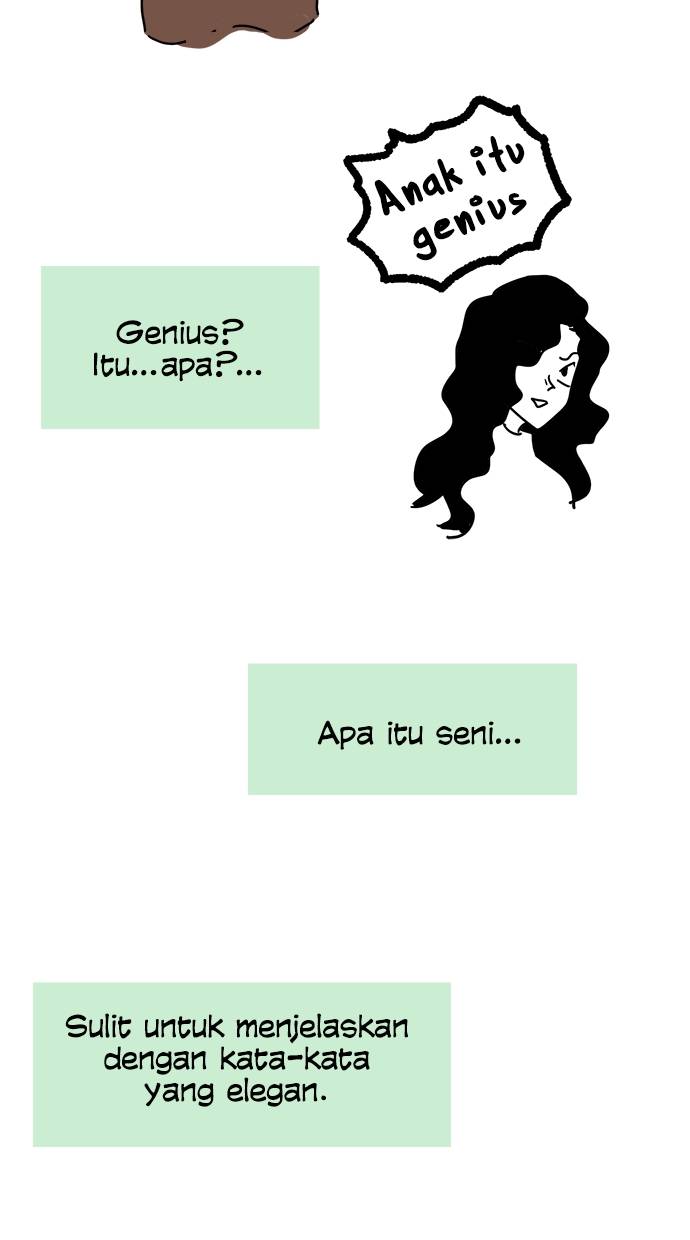 Anak itu
genius
Genius?
Itu...apa?...
Apa itu seni...
Sulit untuk menjelaskan
dengan kata-kata
yang elegan.